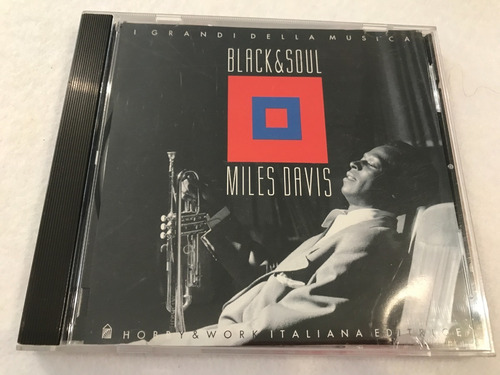 I GRANDI DELLA MUSICA
BLACK&SOUL
MILES DAVIS
HOBBY&WORK ITALIANA EDITRICE